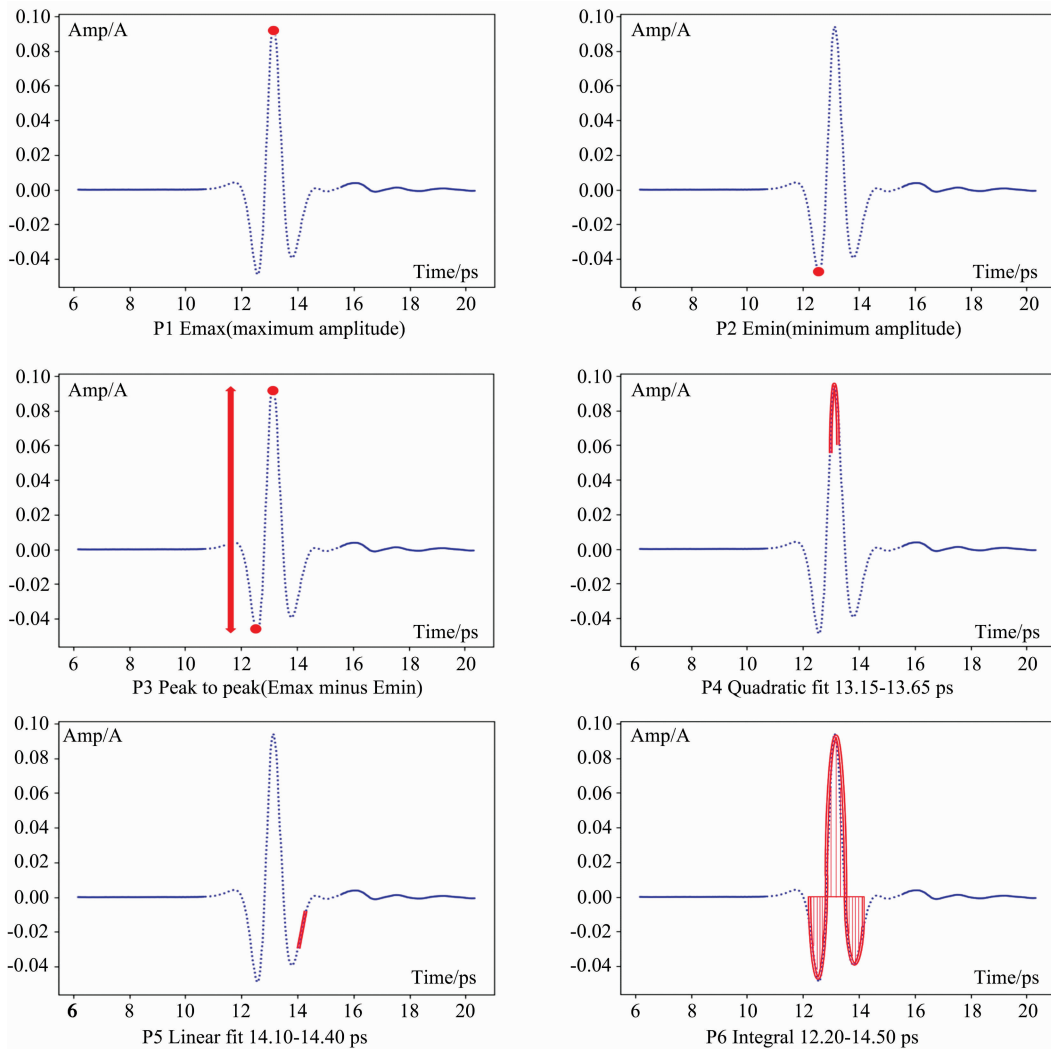 0.10
Amp/A
0.08
0.06
0.04
0.02
0.00
-0.02
-0.04
Time/ps
6 8 10 12 14 16 18 20
P1 Emax(maximum amplitude)
0.10
Amp/A
0.08
0.06
0.04
0.02
0.00
-0.02
-0.04
Time/ps
6 8 10 12 14 16 18 20
P2 Emin(minimum amplitude)
0.10
Amp/A
0.08
0.06
0.04
0.02
0.00
-0.02
-0.04
Time/ps
6 8 10 12 14 16 18 20
P3 Peak to peak(Emax minus Emin)
0.10
Amp/A
0.08
0.06
0.04
0.02
0.00
-0.02
-0.04
Time/ps
6 8 10 12 14 16 18 20
P4 Quadratic fit 13.15-13.65 ps
0.10
Amp/A
0.08
0.06
0.04
0.02
0.00
-0.02
-0.04
Time/ps
6 8 10 12 14 16 18 20
P5 Linear fit 14.10-14.40 ps
0.10
Amp/A
0.08
0.06
0.04
0.02
0.00
-0.02
-0.04
Time/ps
6 8 10 12 14 16 18 20
P6 Integral 12.20-14.50 ps